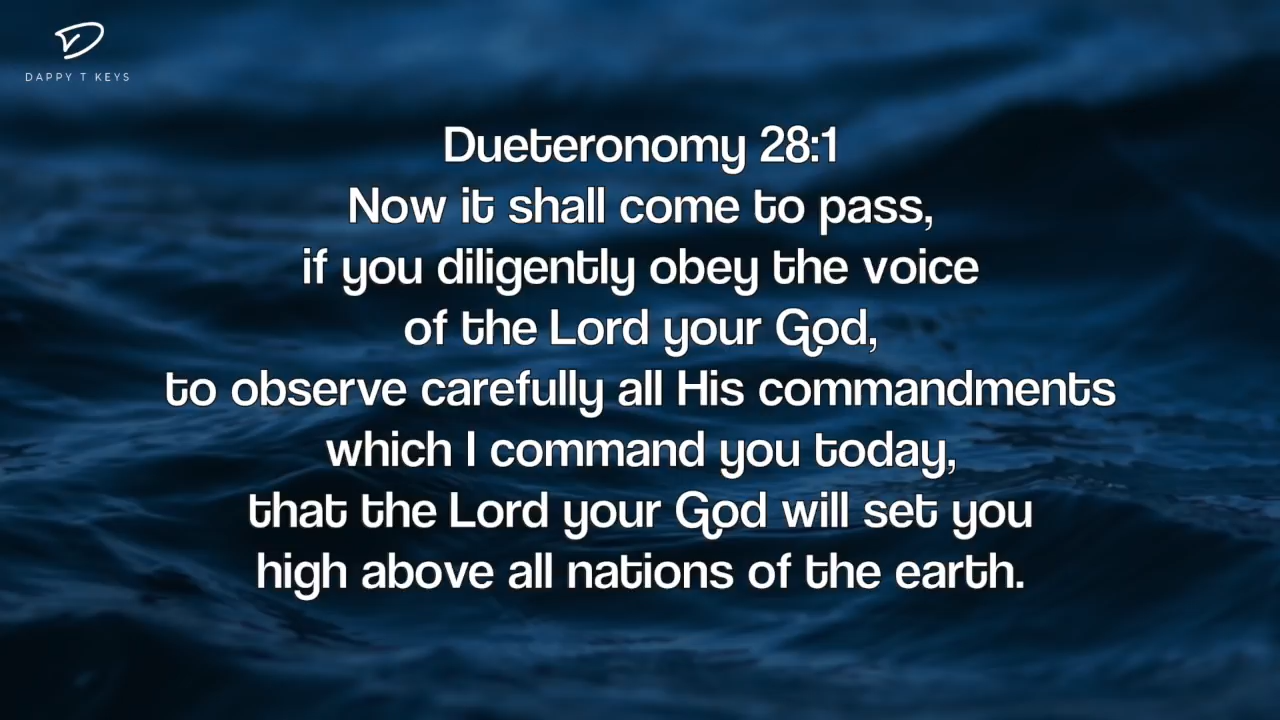 DAPPY T KEYS
Dueteronomy 28:1
Now it shall come to pass,
if you diligently obey the voice
of the Lord your God,
to observe carefully all His commandments
which I command you today,
that the Lord your God will set you
high above all nations of the earth.